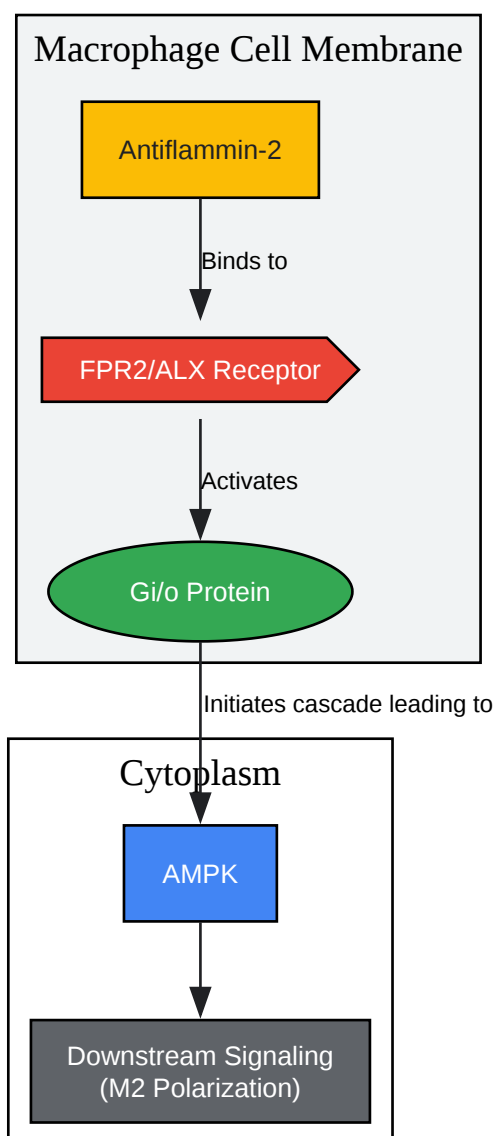 Macrophage Cell Membrane
Antiflammin-2
Binds to
FPR2/ALX Receptor
Activates
Gi/o Protein
Initiates cascade leading to
Cytoplasm
AMPK
Downstream Signaling
(M2 Polarization)